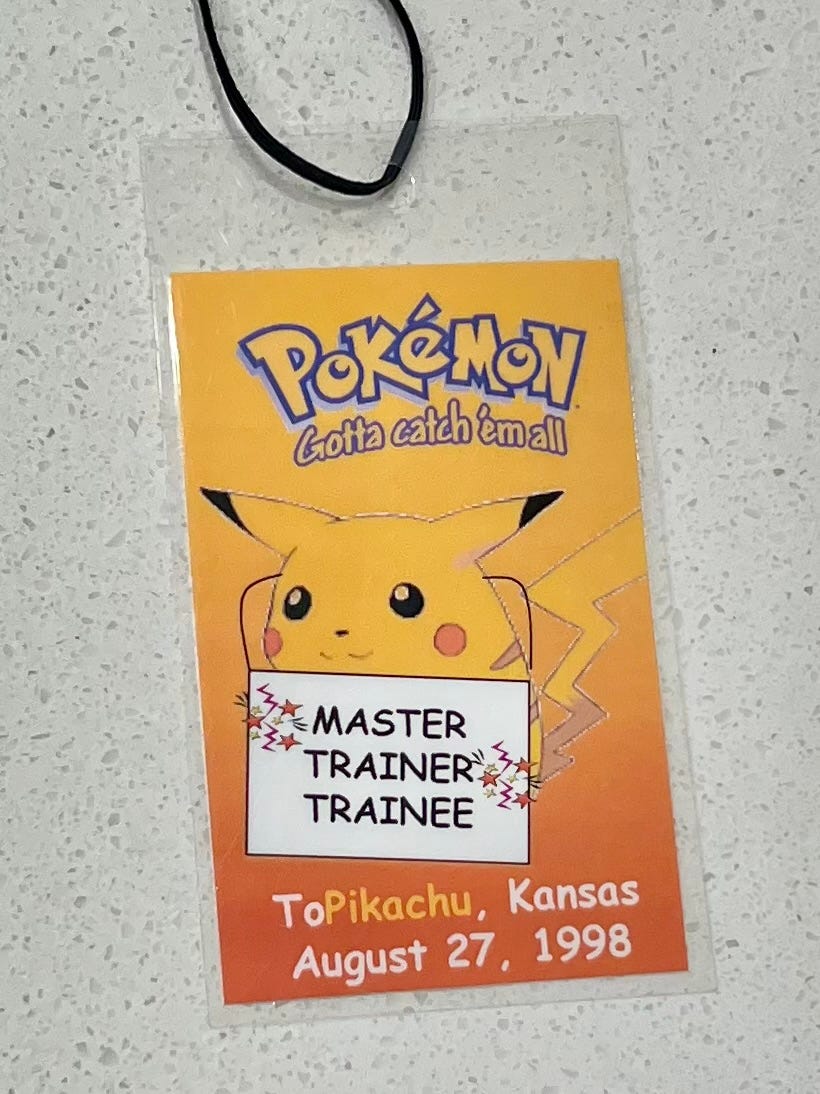 Pokémon
Gotta catch 'em all
MASTER
TRAINER
TRAINEE
ToPikachu, Kansas
August 27, 1998